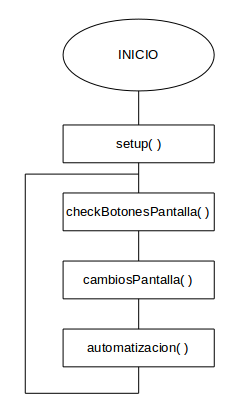 INICIO
setup( )
checkBotonesPantalla( )
cambiosPantalla( )
automatizacion( )